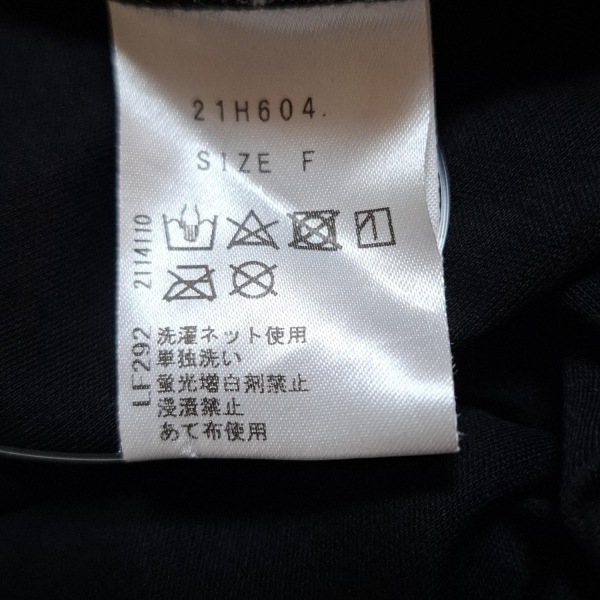 21H604.
SIZE F
洗濯ネット使用
単独洗い
蛍光増白剤禁止
浸漬禁止
あて布使用
LF292 2114110